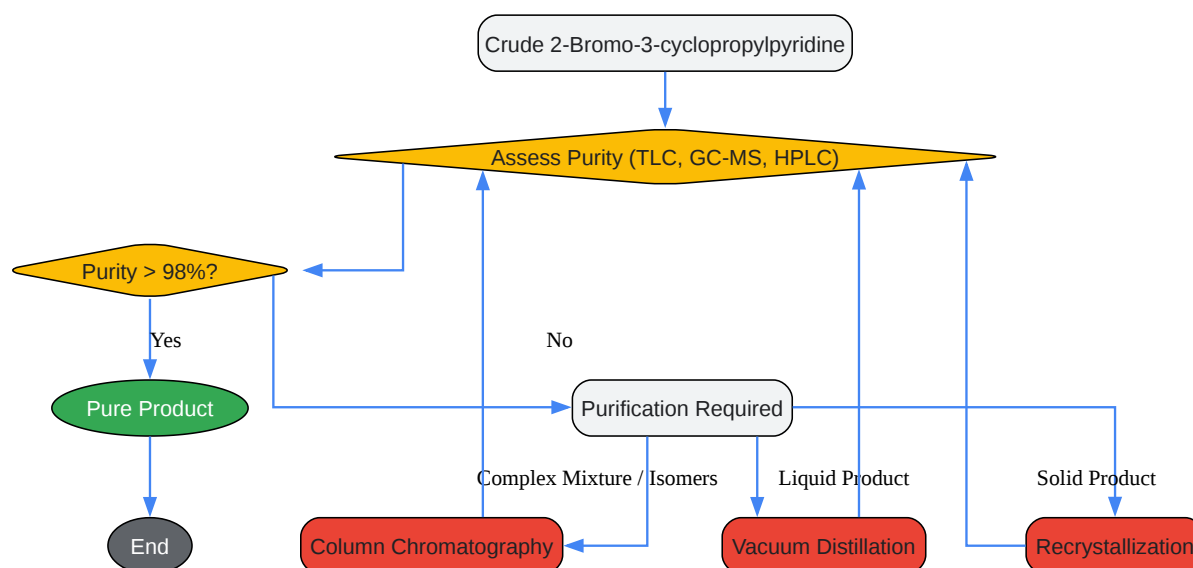 Crude 2-Bromo-3-cyclopropylpyridine
Assess Purity (TLC, GC-MS, HPLC)
Purity > 98%?
Yes
No
Pure Product
Purification Required
Complex Mixture / Isomers
Liquid Product
Solid Product
End
Column Chromatography
Vacuum Distillation
Recrystallization